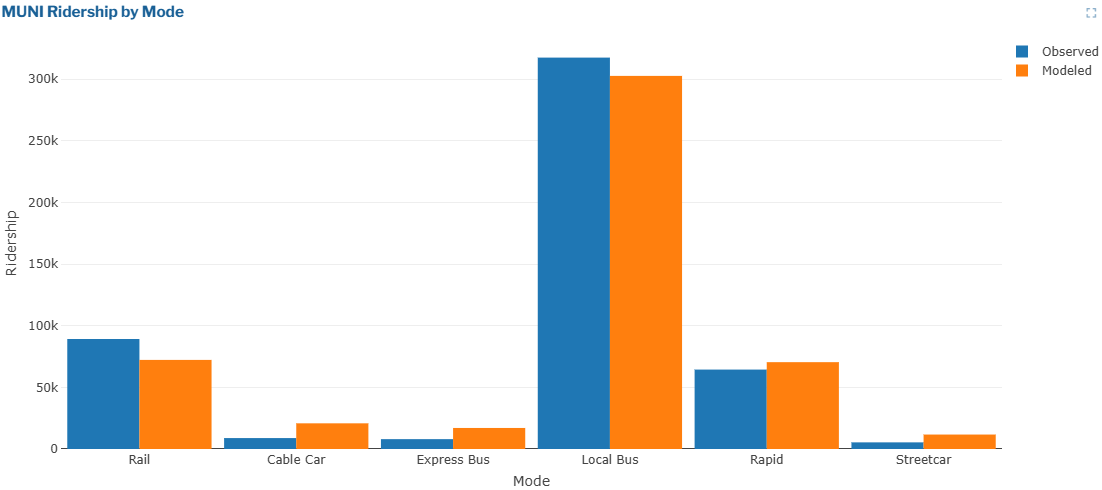 MUNI Ridership by Mode
Observed
Modeled
Ridership
300k
250k
200k
150k
100k
50k
0
Rail Cable Car Express Bus Local Bus Rapid Streetcar
Mode